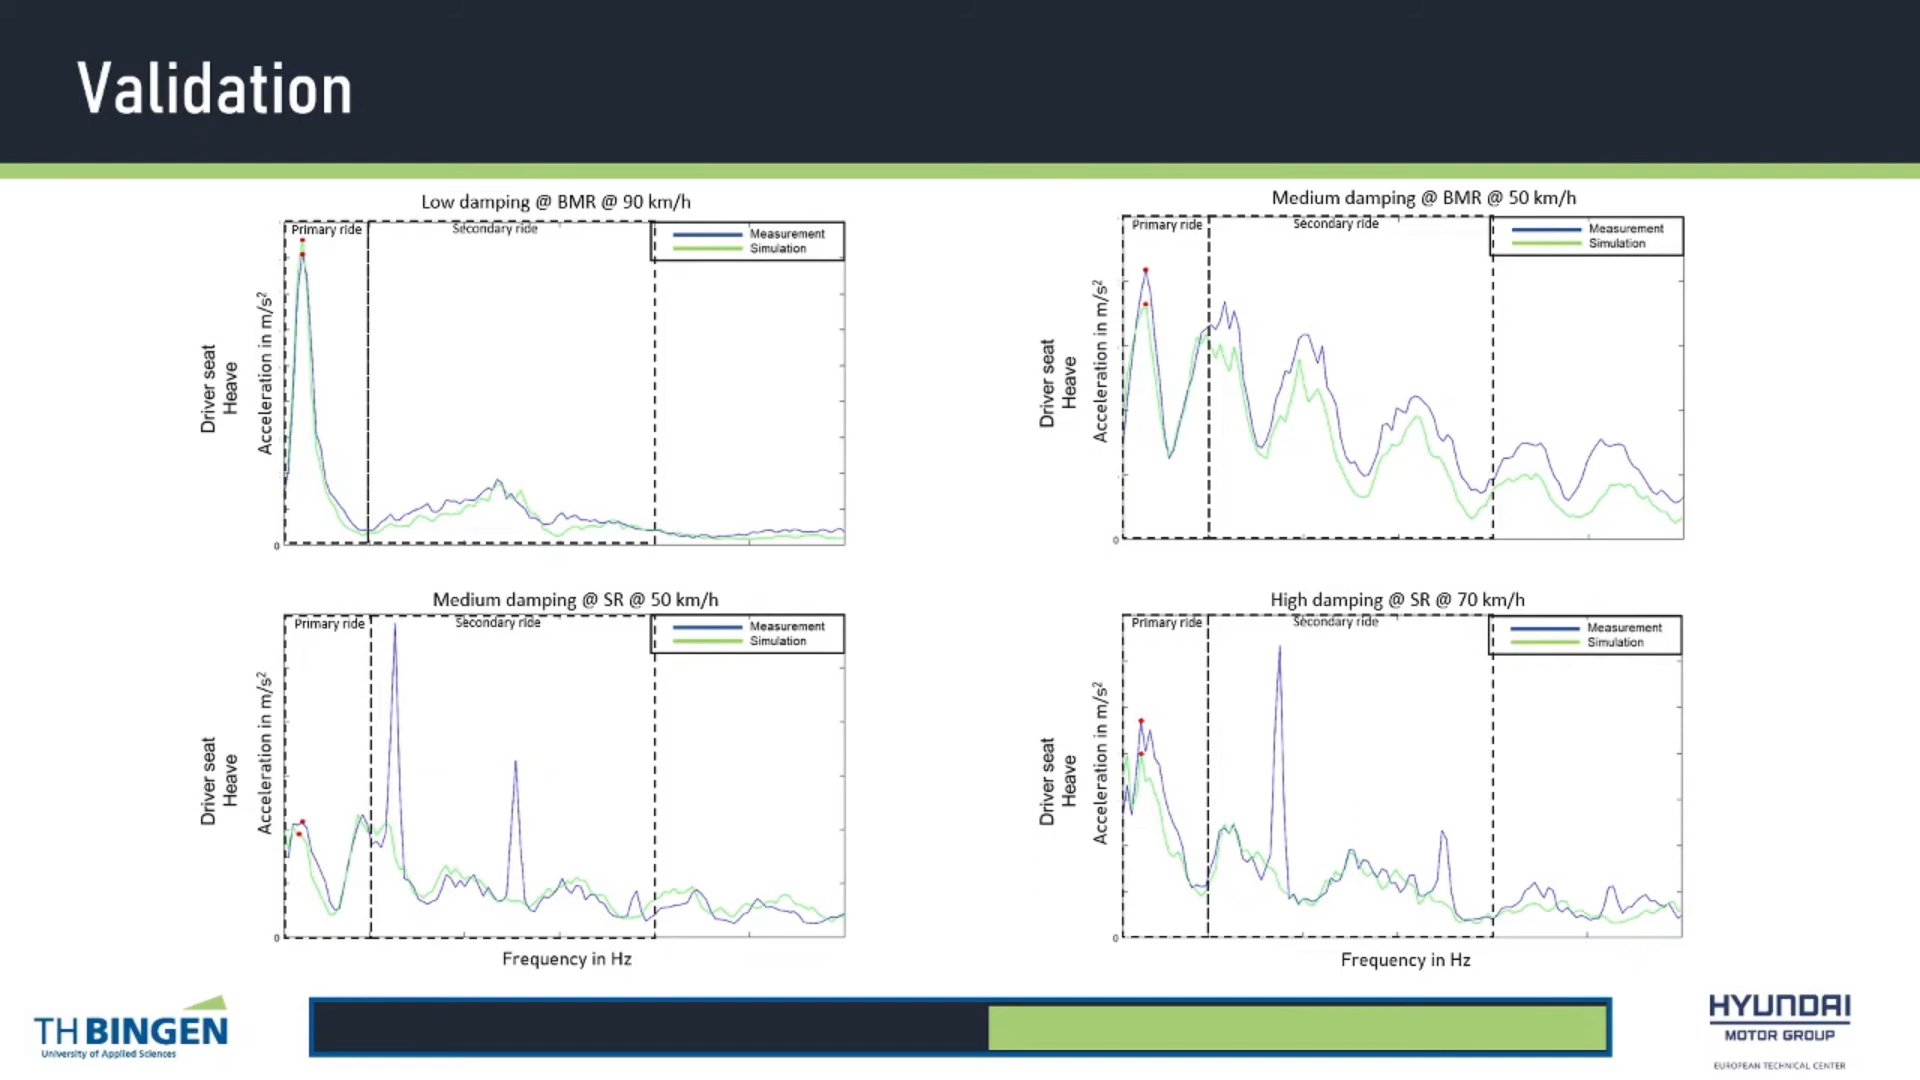 Validation
Low damping @ BMR @ 90 km/h
Primary ride
Secondary ride
Measurement
Simulation
Driver seat
Heave
Acceleration in m/s²
0
Medium damping @ BMR @ 50 km/h
Primary ride
Secondary ride
Measurement
Simulation
Driver seat
Heave
Acceleration in m/s²
0
Medium damping @ SR @ 50 km/h
Primary ride
Secondary ride
Measurement
Simulation
Driver seat
Heave
Acceleration in m/s²
0
Frequency in Hz
High damping @ SR @ 70 km/h
Primary ride
Secondary ride
Measurement
Simulation
Driver seat
Heave
Acceleration in m/s²
0
Frequency in Hz
TH BINGEN
University of Applied Sciences
HYUNDAI
MOTOR GROUP
EUROPEAN TECHNICAL CENTER